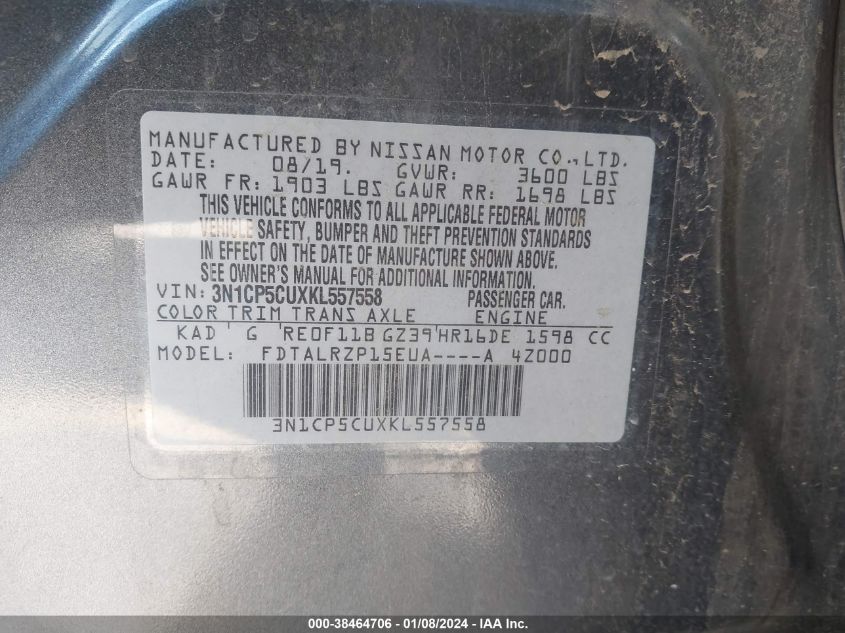 MANUFACTURED BY NISSAN MOTOR CO.,LTD.
DATE: 08/19. GVWR: 3600 LBS
GAWR FR: 1903 LBS GAWR RR: 1698 LBS
THIS VEHICLE CONFORMS TO ALL APPLICABLE FEDERAL MOTOR
VEHICLE SAFETY, BUMPER AND THEFT PREVENTION STANDARDS
IN EFFECT ON THE DATE OF MANUFACTURE SHOWN ABOVE.
SEE OWNER'S MANUAL FOR ADDITIONAL INFORMATION.
VIN: 3N1CP5CUXKL557558 PASSENGER CAR.
COLOR TRIM TRANS AXLE ENGINE
KAD ' G 'RE0F11B GZ39'HR16DE 1598 CC
MODEL: FDTALRZP15EUA----A 4Z000
3N1CP5CUXKL557558
000-38464706 - 01/08/2024 - IAA, Inc.